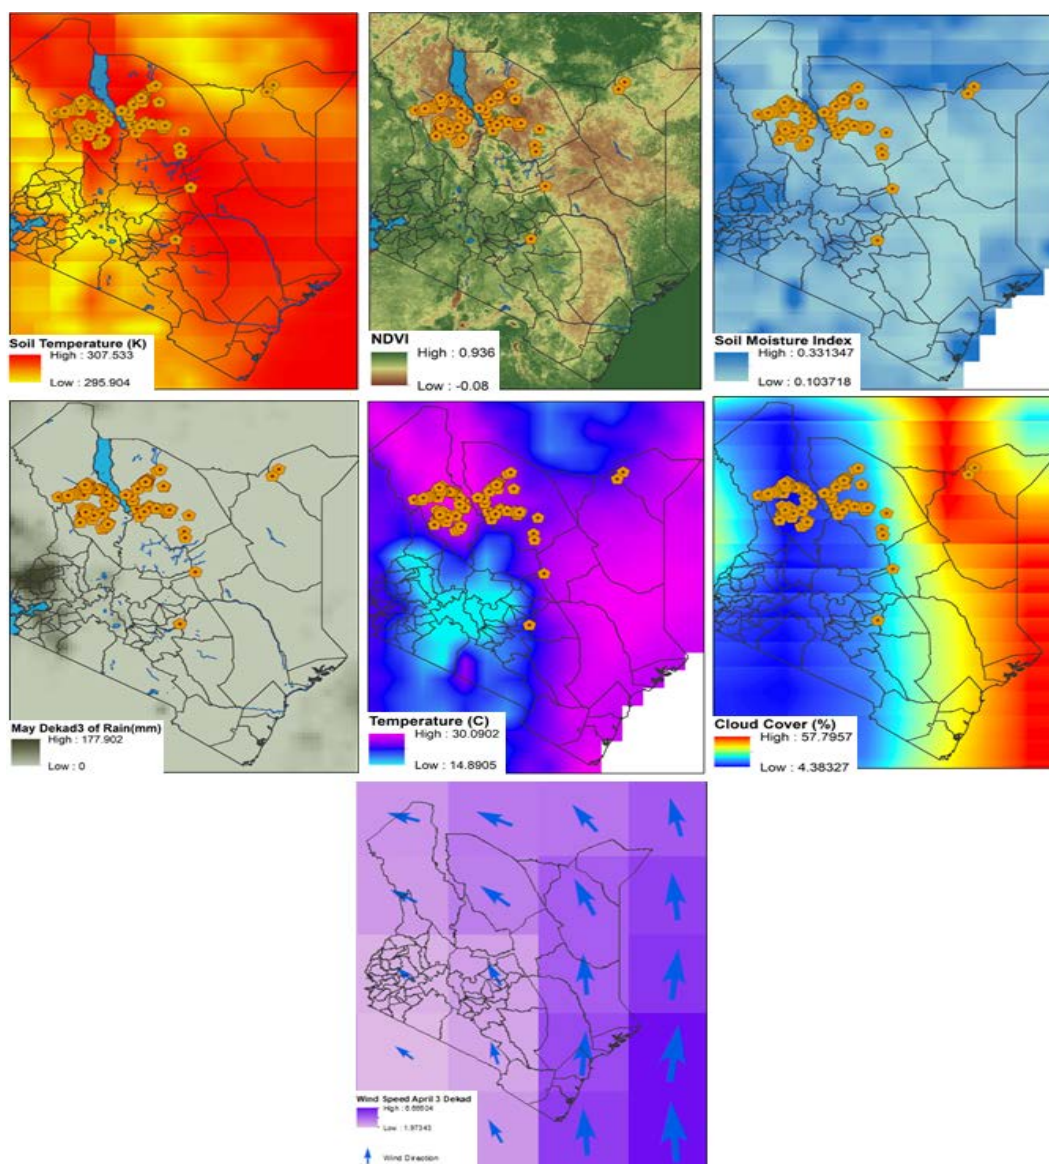 Soil Temperature (K)
High : 307.533
Low : 295.904
NDVI
High : 0.936
Low : -0.08
Soil Moisture Index
High : 0.331347
Low : 0.103718
May Dekad3 of Rain(mm)
High : 177.902
Low : 0
Temperature (C)
High : 30.0902
Low : 14.8905
Cloud Cover (%)
High : 57.7957
Low : 4.38327
Wind Speed April 3 Dekad
High :
Low : 1.97343
Wind Direction